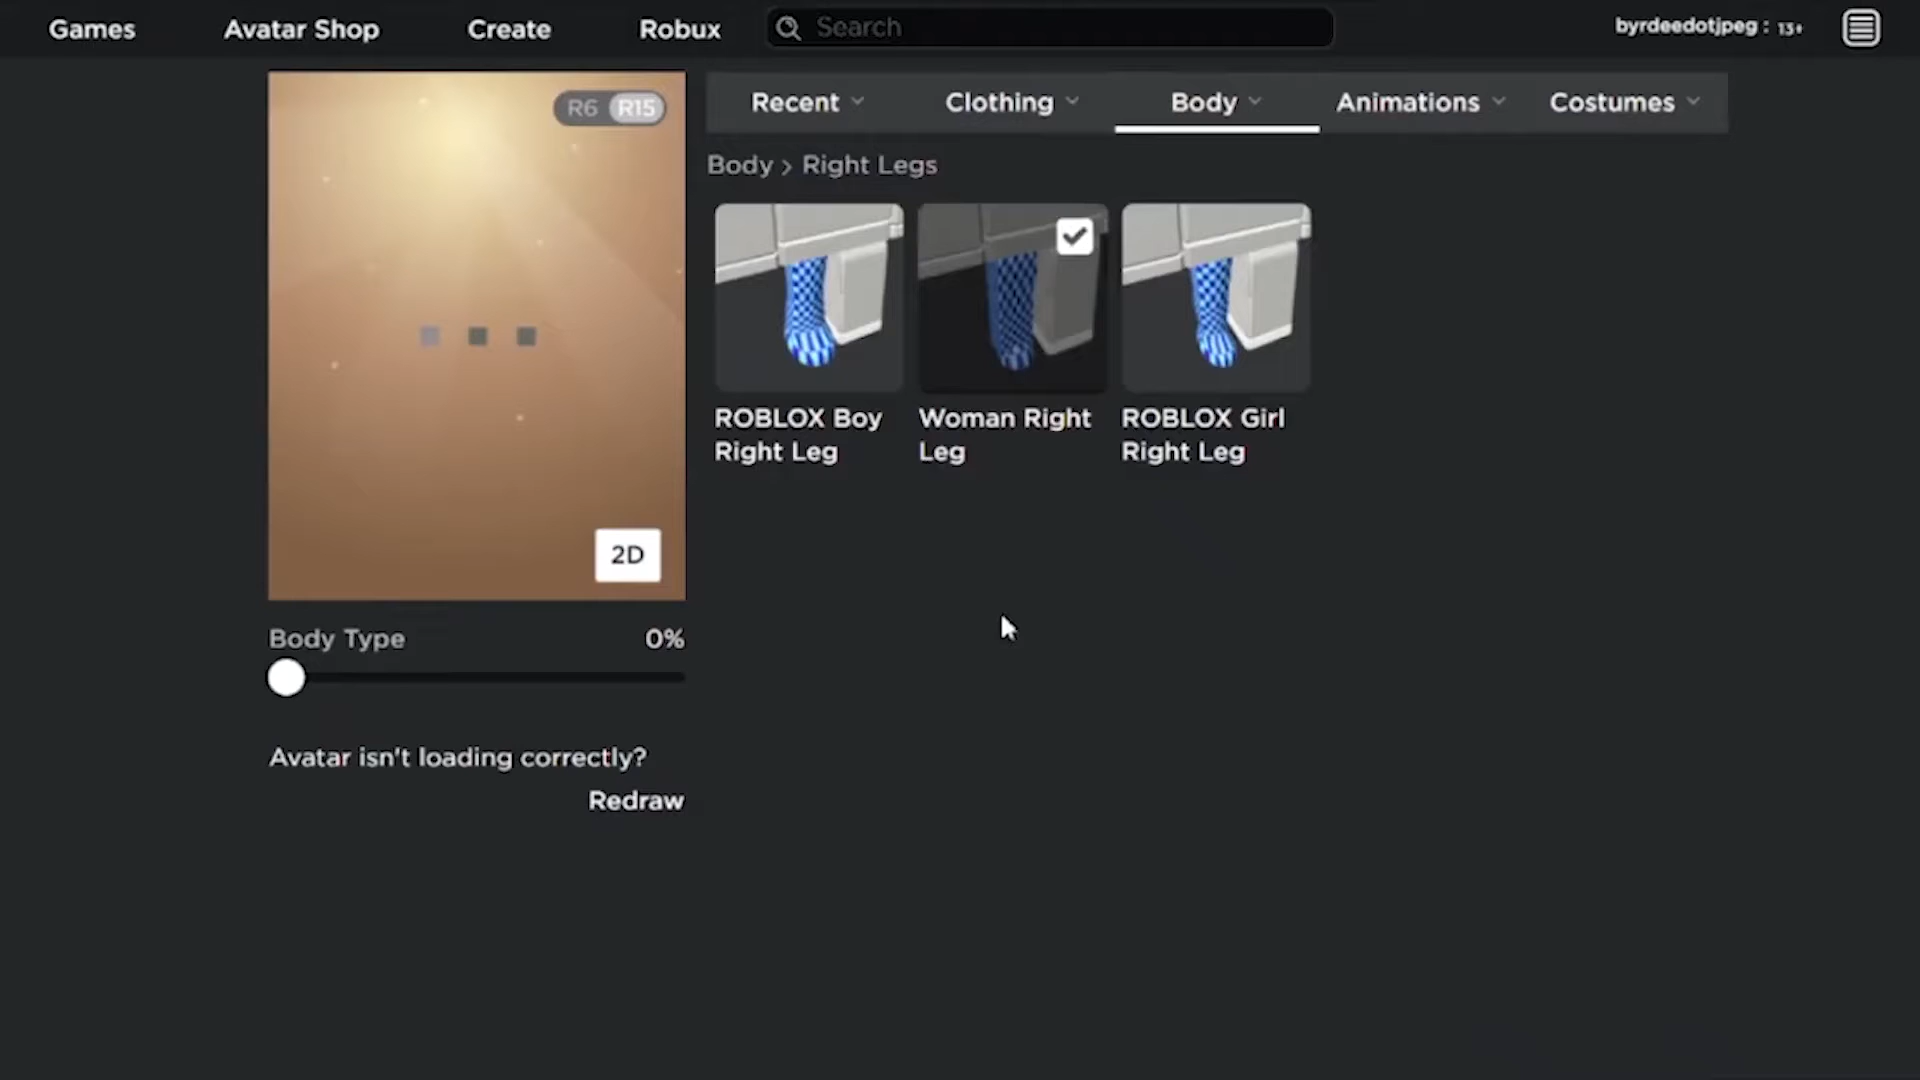 Games
Avatar Shop
Create
Robux
Search
byrdeedotjpeg : 13+
R6 R15
Recent
Clothing
Body
Animations
Costumes
Body > Right Legs
ROBLOX Boy
Right Leg
Woman Right
Leg
ROBLOX Girl
Right Leg
2D
Body Type
0%
Avatar isn't loading correctly?
Redraw